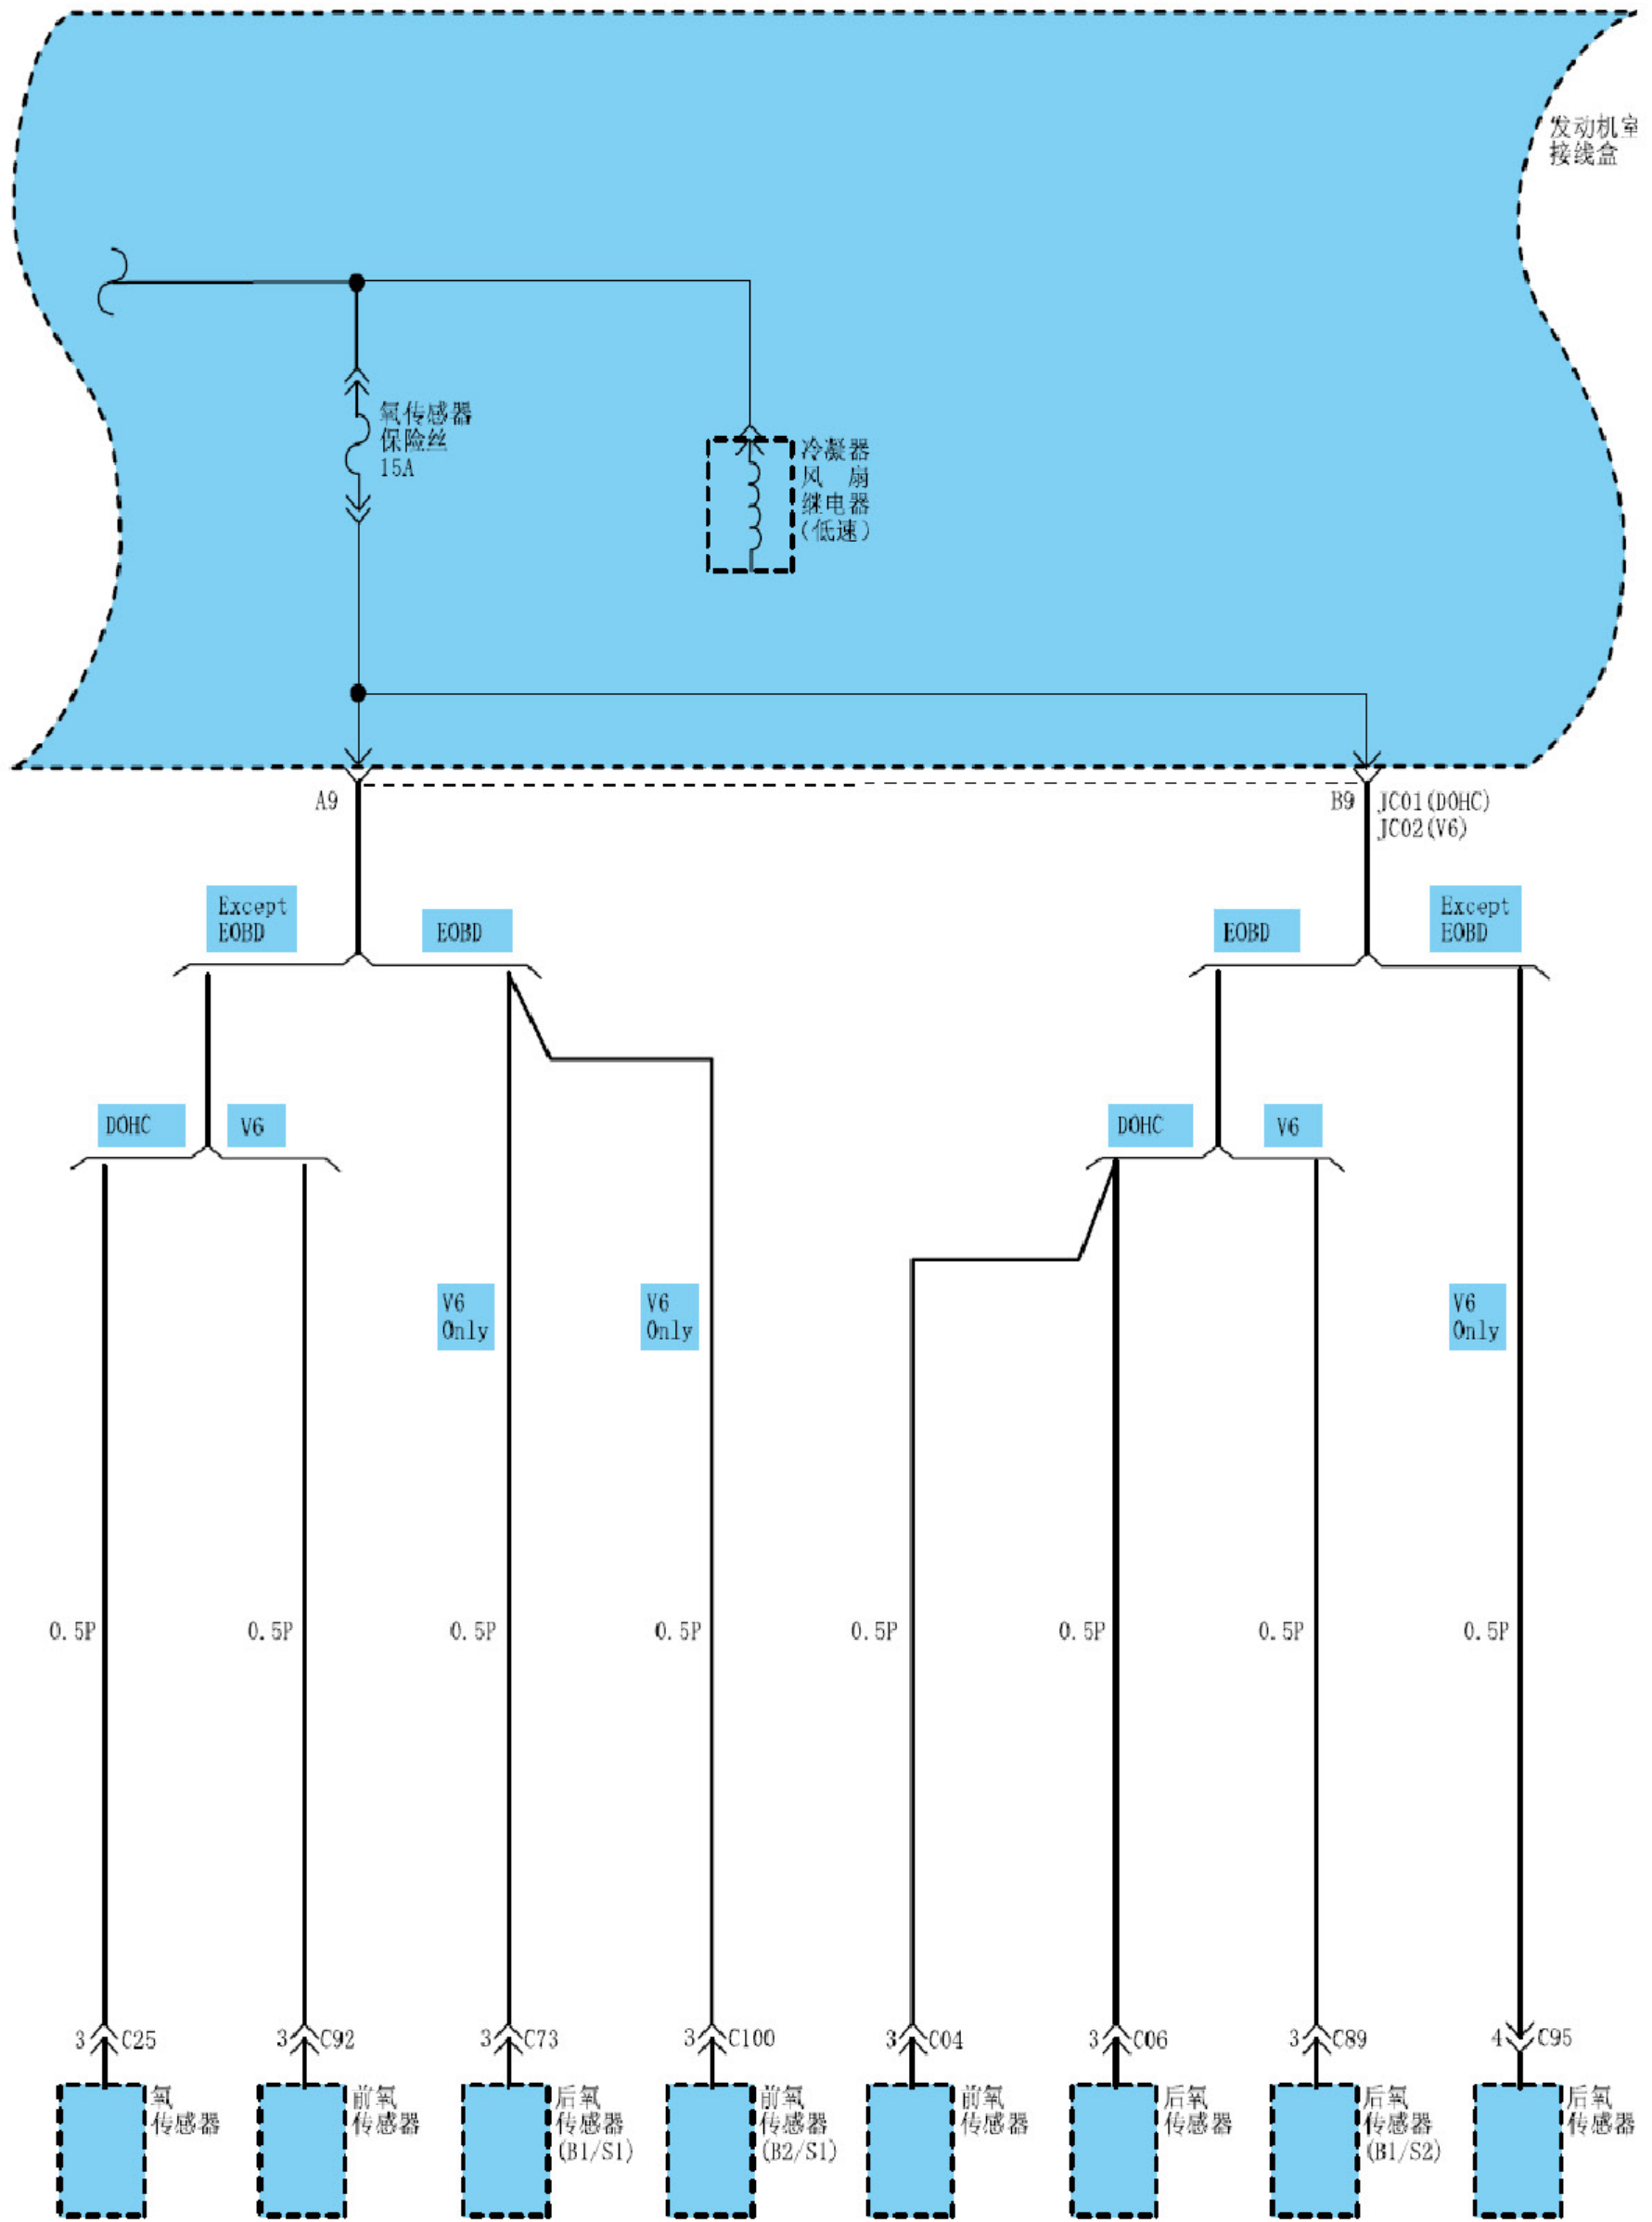 发动机室
接线盒
氧传感器
保险丝
15A
冷凝器
风 扇
继电器
(低速)
A9
B9
JC01(DOHC)
JC02(V6)
Except
EOBD
EOBD
EOBD
Except
EOBD
DOHC
V6
DOHC
V6
V6
Only
V6
Only
V6
Only
0.5P
0.5P
0.5P
0.5P
0.5P
0.5P
0.5P
0.5P
3
C25
3
C92
3
C73
3
C100
3
C04
3
C06
3
C89
4
C95
氧
传感器
前氧
传感器
后氧
传感器
(B1/S1)
前氧
传感器
(B2/S1)
前氧
传感器
后氧
传感器
后氧
传感器
(B1/S2)
后氧
传感器